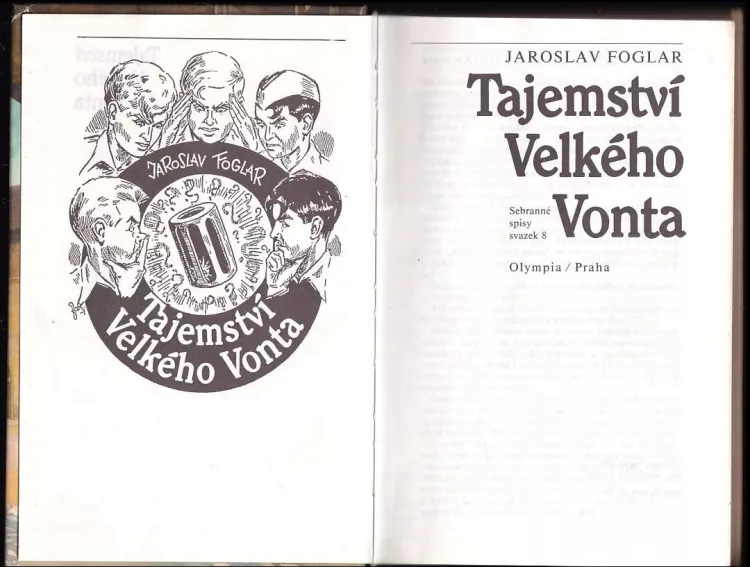 JAROSLAV FOGLAR
Tajemství
Velkého Vonta
JAROSLAV FOGLAR
Tajemství
Velkého
Vonta
Sebranné
spisy
svazek 8
Olympia / Praha